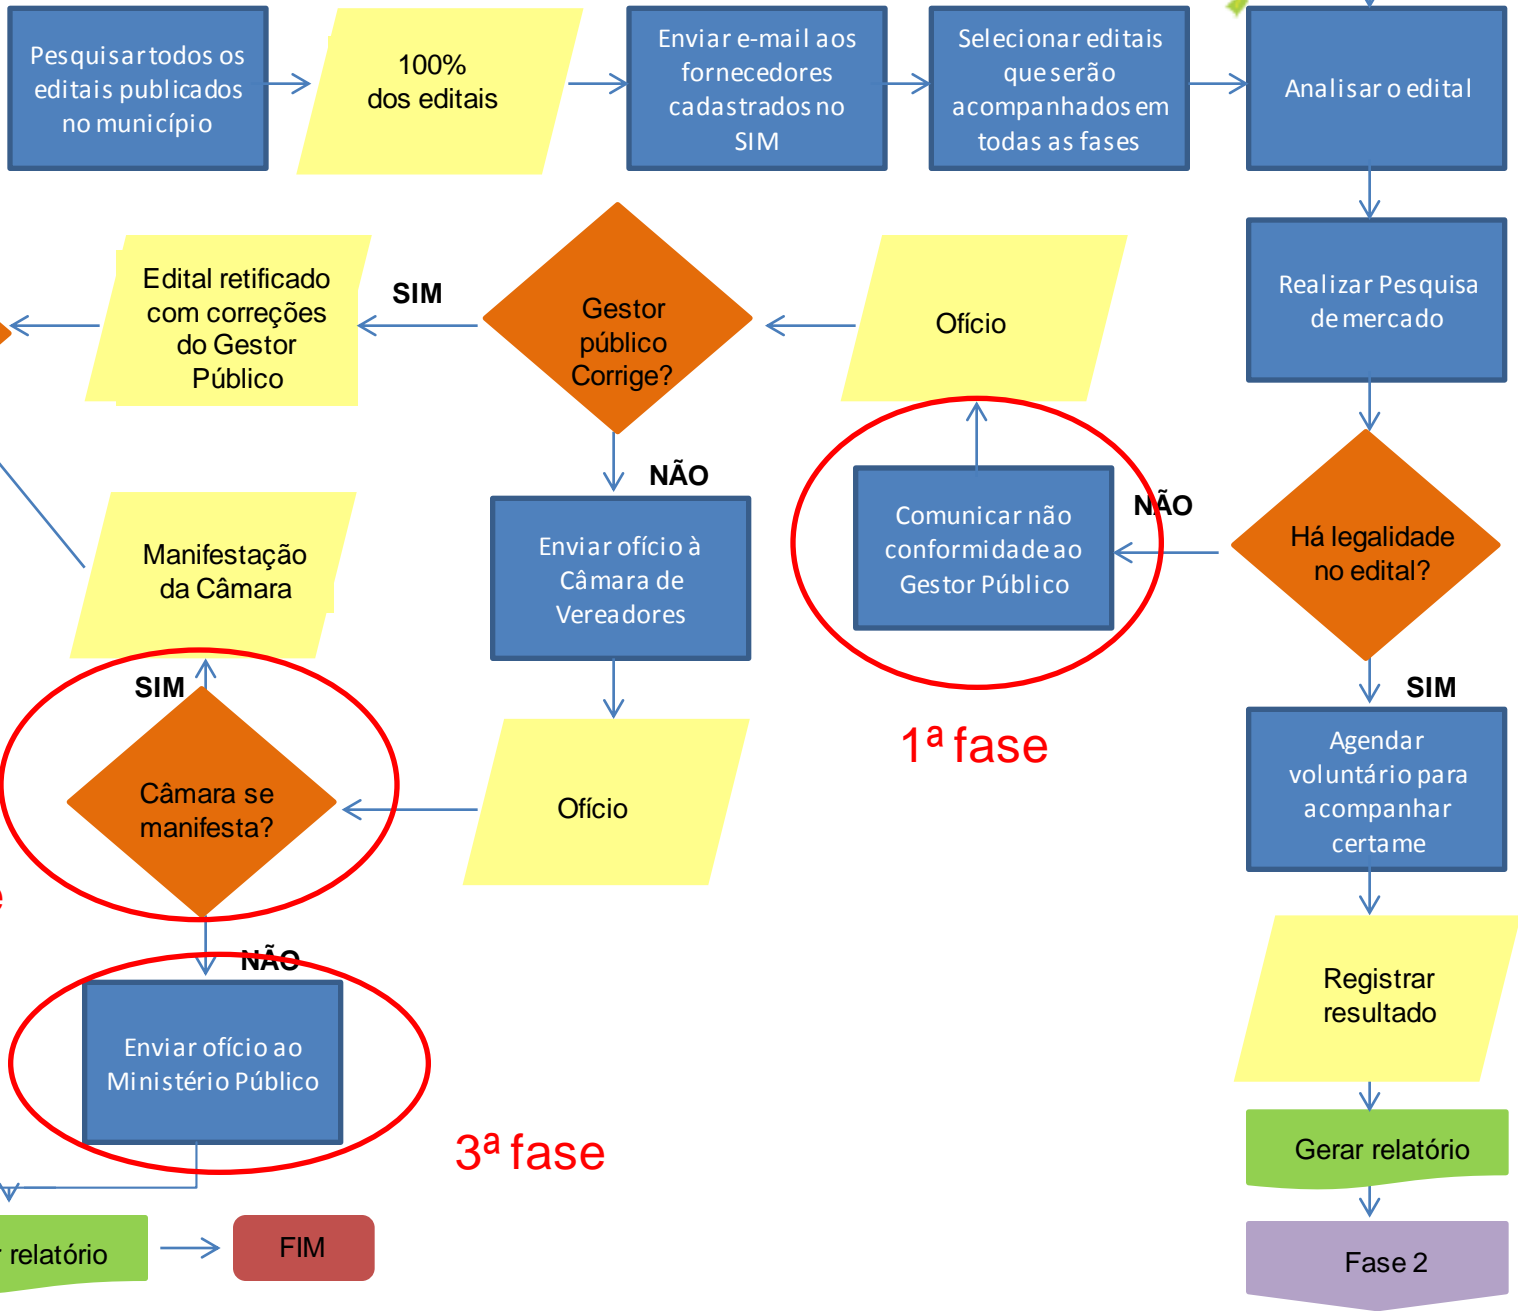 Pesquisar todos os
editais publicados
no município
100%
dos editais
Enviar e-mail aos
fornecedores
cadastrados no
SIM
Selecionar editais
que serão
acompanhados em
todas as fases
Analisar o edital
Edital retificado
com correções
do Gestor
Público
SIM
Gestor
público
Corrige?
Ofício
Realizar Pesquisa
de mercado
NÃO
Manifestação
da Câmara
Enviar ofício à
Câmara de
Vereadores
Comunicar não
conformidade ao
Gestor Público
NÃO
Há legalidade
no edital?
SIM
Câmara se
manifesta?
Ofício
1ª fase
SIM
Agendar
voluntário para
acompanhar
certame
NÃO
Enviar ofício ao
Ministério Público
3ª fase
Registrar
resultado
Gerar relatório
relatório
FIM
Fase 2